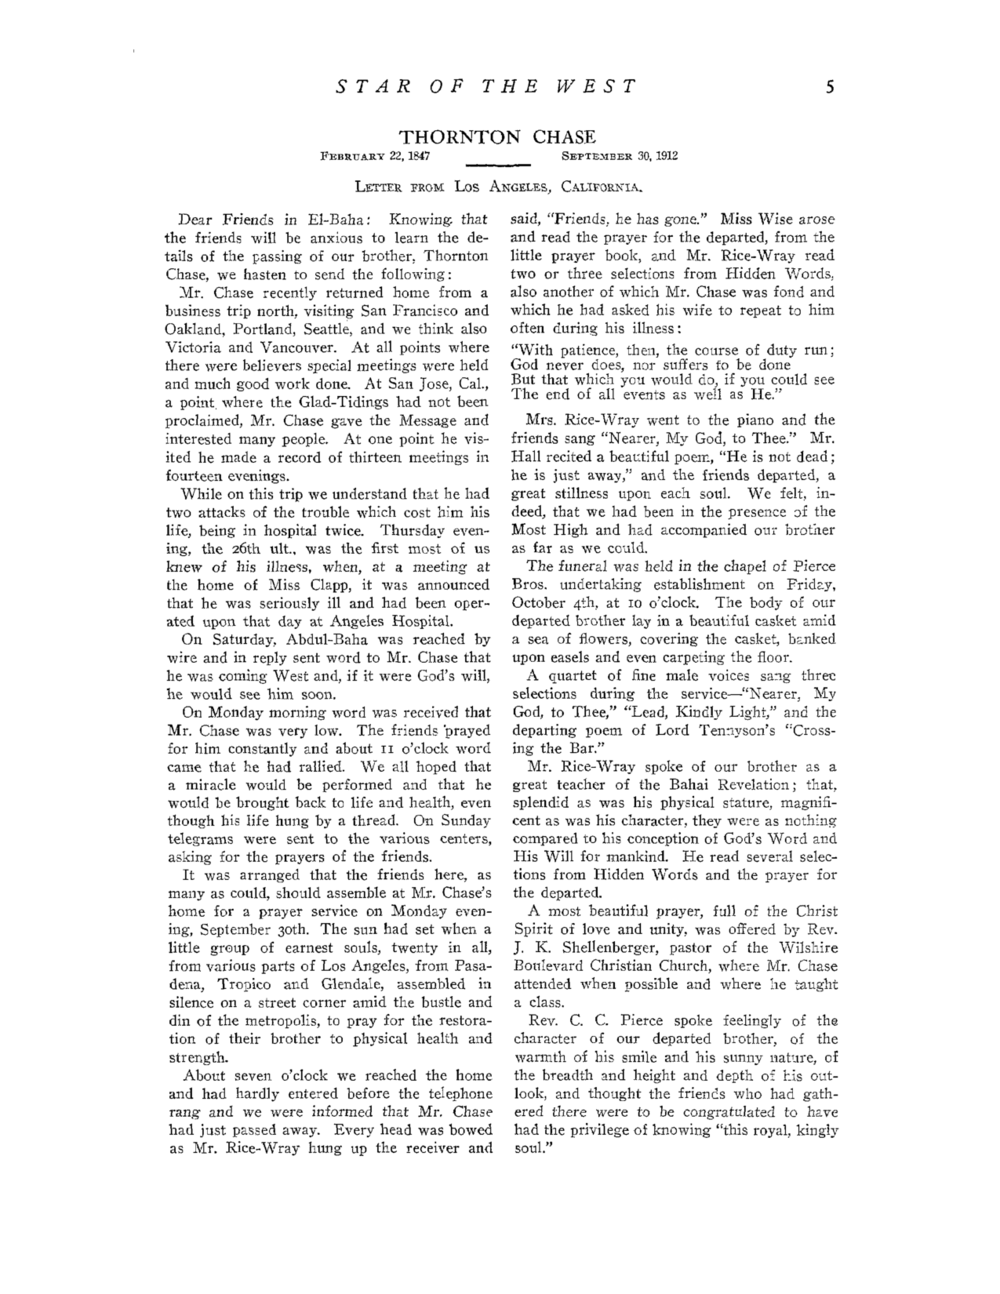 STAR OF THE WEST 5
THORNTON CHASE
FEBRUARY 22, 1847 SEPTEMBER 30, 1912
LETTER FROM LOS ANGELES, CALIFORNIA.
Dear Friends in El-Baha: Knowing that
the friends will be anxious to learn the de-
tails of the passing of our brother, Thornton
Chase, we hasten to send the following:
Mr. Chase recently returned home from a
business trip north, visiting San Francisco and
Oakland, Portland, Seattle, and we think also
Victoria and Vancouver. At all points where
there were believers special meetings were held
and much good work done. At San Jose, Cal.,
a point where the Glad-Tidings had not been
proclaimed, Mr. Chase gave the Message and
interested many people. At one point he vis-
ited he made a record of thirteen meetings in
fourteen evenings.
While on this trip we understand that he had
two attacks of the trouble which cost him his
life, being in hospital twice. Thursday even-
ing, the 26th ult., was the first most of us
knew of his illness, when, at a meeting at
the home of Miss Clapp, it was announced
that he was seriously ill and had been oper-
ated upon that day at Angeles Hospital.
On Saturday, Abdul-Baha was reached by
wire and in reply sent word to Mr. Chase that
he was coming West and, if it were God's will,
he would see him soon.
On Monday morning word was received that
Mr. Chase was very low. The friends prayed
for him constantly and about 11 o'clock word
came that he had rallied. We all hoped that
a miracle would be performed and that he
would be brought back to life and health, even
though his life hung by a thread. On Sunday
telegrams were sent to the various centers,
asking for the prayers of the friends.
It was arranged that the friends here, as
many as could, should assemble at Mr. Chase's
home for a prayer service on Monday even-
ing, September 30th. The sun had set when a
little group of earnest souls, twenty in all,
from various parts of Los Angeles, from Pasa-
dena, Tropico and Glendale, assembled in
silence on a street corner amid the bustle and
din of the metropolis, to pray for the restora-
tion of their brother to physical health and
strength.
About seven o'clock we reached the home
and had hardly entered before the telephone
rang and we were informed that Mr. Chase
had just passed away. Every head was bowed
as Mr. Rice-Wray hung up the receiver and
said, "Friends, he has gone." Miss Wise arose
and read the prayer for the departed, from the
little prayer book, and Mr. Rice-Wray read
two or three selections from Hidden Words,
also another of which Mr. Chase was fond and
which he had asked his wife to repeat to him
often during his illness:
"With patience, then, the course of duty run;
God never does, nor suffers to be done
But that which you would do, if you could see
The end of all events as well as He."
Mrs. Rice-Wray went to the piano and the
friends sang "Nearer, My God, to Thee." Mr.
Hall recited a beautiful poem, "He is not dead;
he is just away," and the friends departed, a
great stillness upon each soul. We felt, in-
deed, that we had been in the presence of the
Most High and had accompanied our brother
as far as we could.
The funeral was held in the chapel of Pierce
Bros. undertaking establishment on Friday,
October 4th, at 10 o'clock. The body of our
departed brother lay in a beautiful casket amid
a sea of flowers, covering the casket, banked
upon easels and even carpeting the floor.
A quartet of fine male voices sang three
selections during the service—"Nearer, My
God, to Thee," "Lead, Kindly Light," and the
departing poem of Lord Tennyson's "Cross-
ing the Bar."
Mr. Rice-Wray spoke of our brother as a
great teacher of the Bahai Revelation; that,
splendid as was his physical stature, magnifi-
cent as was his character, they were as nothing
compared to his conception of God's Word and
His Will for mankind. He read several selec-
tions from Hidden Words and the prayer for
the departed.
A most beautiful prayer, full of the Christ
Spirit of love and unity, was offered by Rev.
J. K. Shellenberger, pastor of the Wilshire
Boulevard Christian Church, where Mr. Chase
attended when possible and where he taught
a class.
Rev. C. C. Pierce spoke feelingly of the
character of our departed brother, of the
warmth of his smile and his sunny nature, of
the breadth and height and depth of his out-
look, and thought the friends who had gath-
ered there were to be congratulated to have
had the privilege of knowing "this royal, kingly
soul."